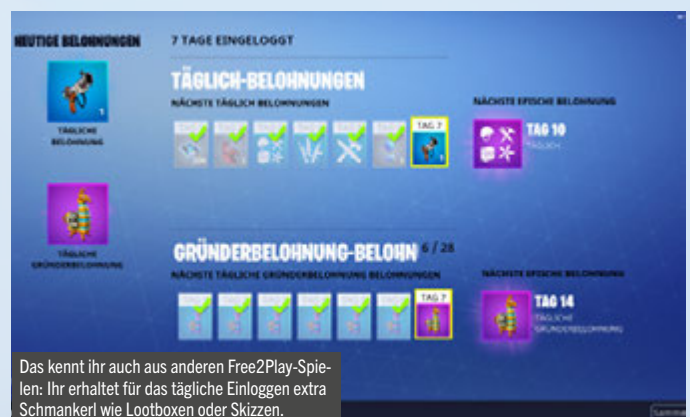 HEUTIGE BELOHNUNGEN
7 TAGE EINGELOGGT
TÄGLICH-BELOHNUNGEN
NÄCHSTE TÄGLICH BELOHNUNGEN
NÄCHSTE EPISCHE BELOHNUNG
TAG 7
TAG 10
TÄGLICH
1
1
TÄGLICHE
BELOHNUNG
GRÜNDERBELOHNUNG-BELOHN 6 / 28
NÄCHSTE TÄGLICHE GRÜNDERBELOHNUNG BELOHNUNGEN
NÄCHSTE EPISCHE BELOHNUNG
TAG 7
TAG 14
TÄGLICHE
GRÜNDERBELOHNUNG
TÄGLICHE
GRÜNDERBELOHNUNG
Das kennt ihr auch aus anderen Free2Play-Spie-
len: Ihr erhaltet für das tägliche Einloggen extra
Schmankerl wie Lootboxen oder Skizzen.